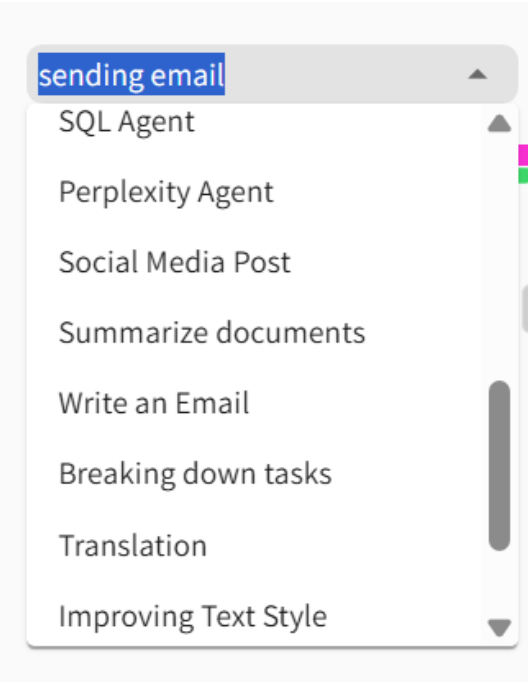 sending email
SQL Agent
Perplexity Agent
Social Media Post
Summarize documents
Write an Email
Breaking down tasks
Translation
Improving Text Style